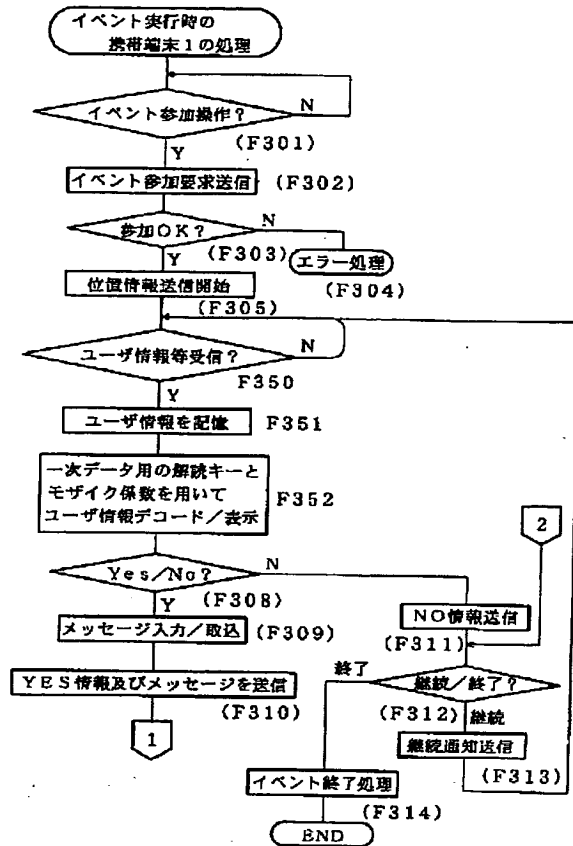 イベント実行時の
携帯端末1の処理
イベント参加操作?
N
(F301)
Y
イベント参加要求送信
(F302)
参加OK?
N
(F303)
Y
エラー処理
(F304)
位置情報送信開始
(F305)
ユーザ情報等受信?
N
F350
Y
ユーザ情報を記憶
F351
一次データ用の解読キーと
モザイク係数を用いて
ユーザ情報デコード/表示
F352
2
Yes/No?
N
(F308)
Y
メッセージ入力/取込
(F309)
NO情報送信
(F311)
YES情報及びメッセージを送信
(F310)
1
終了
継続/終了?
(F312)
継続
継続通知送信
(F313)
イベント終了処理
(F314)
END